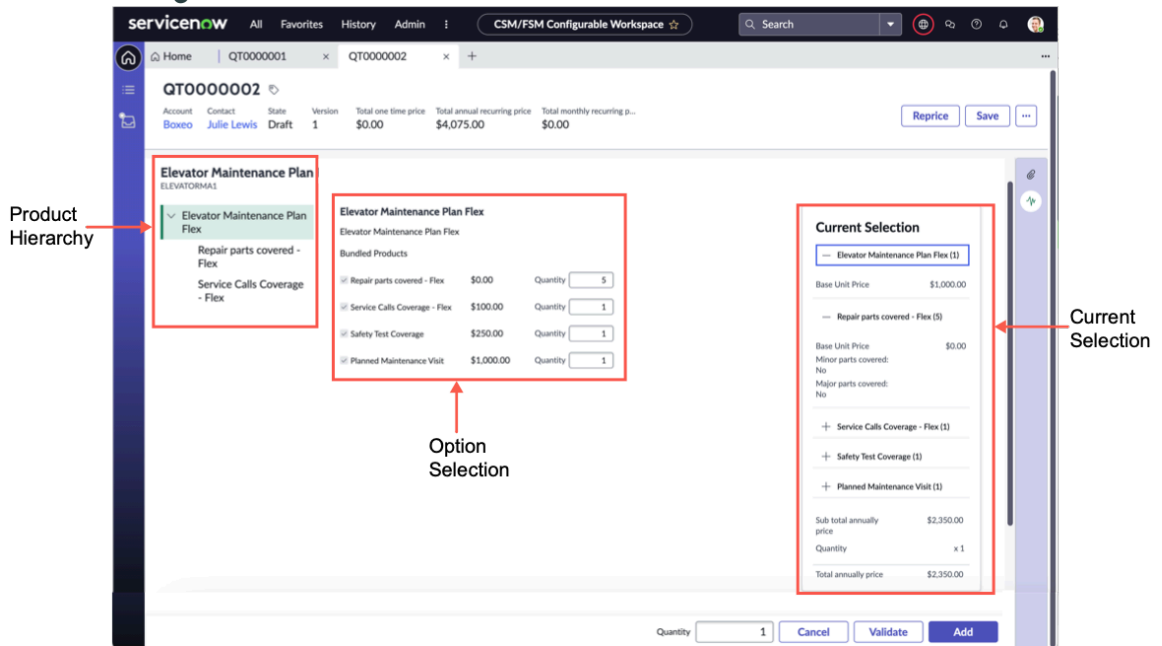 servicenow All Favorites History Admin CSM/FSM Configurable Workspace Search
Home QT0000001 × QT0000002 × +
QT0000002
Account Contact State Version Total one time price Total annual recurring price Total monthly recurring p...
Boxeo Julie Lewis Draft 1 $0.00 $4,075.00 $0.00
Reprice Save ...
Elevator Maintenance Plan
ELEVATORMA1
Elevator Maintenance Plan
Flex
Repair parts covered -
Flex
Service Calls Coverage
- Flex
Product
Hierarchy
Elevator Maintenance Plan Flex
Elevator Maintenance Plan Flex
Bundled Products
Repair parts covered - Flex $0.00 Quantity 5
Service Calls Coverage - Flex $100.00 Quantity 1
Safety Test Coverage $250.00 Quantity 1
Planned Maintenance Visit $1,000.00 Quantity 1
Option
Selection
Current Selection
— Elevator Maintenance Plan Flex (1)
Base Unit Price $1,000.00
— Repair parts covered - Flex (5)
Base Unit Price $0.00
Minor parts covered:
No
Major parts covered:
No
+ Service Calls Coverage - Flex (1)
+ Safety Test Coverage (1)
+ Planned Maintenance Visit (1)
Sub total annually $2,350.00
price
Quantity x 1
Total annually price $2,350.00
Current
Selection
Quantity 1 Cancel Validate Add